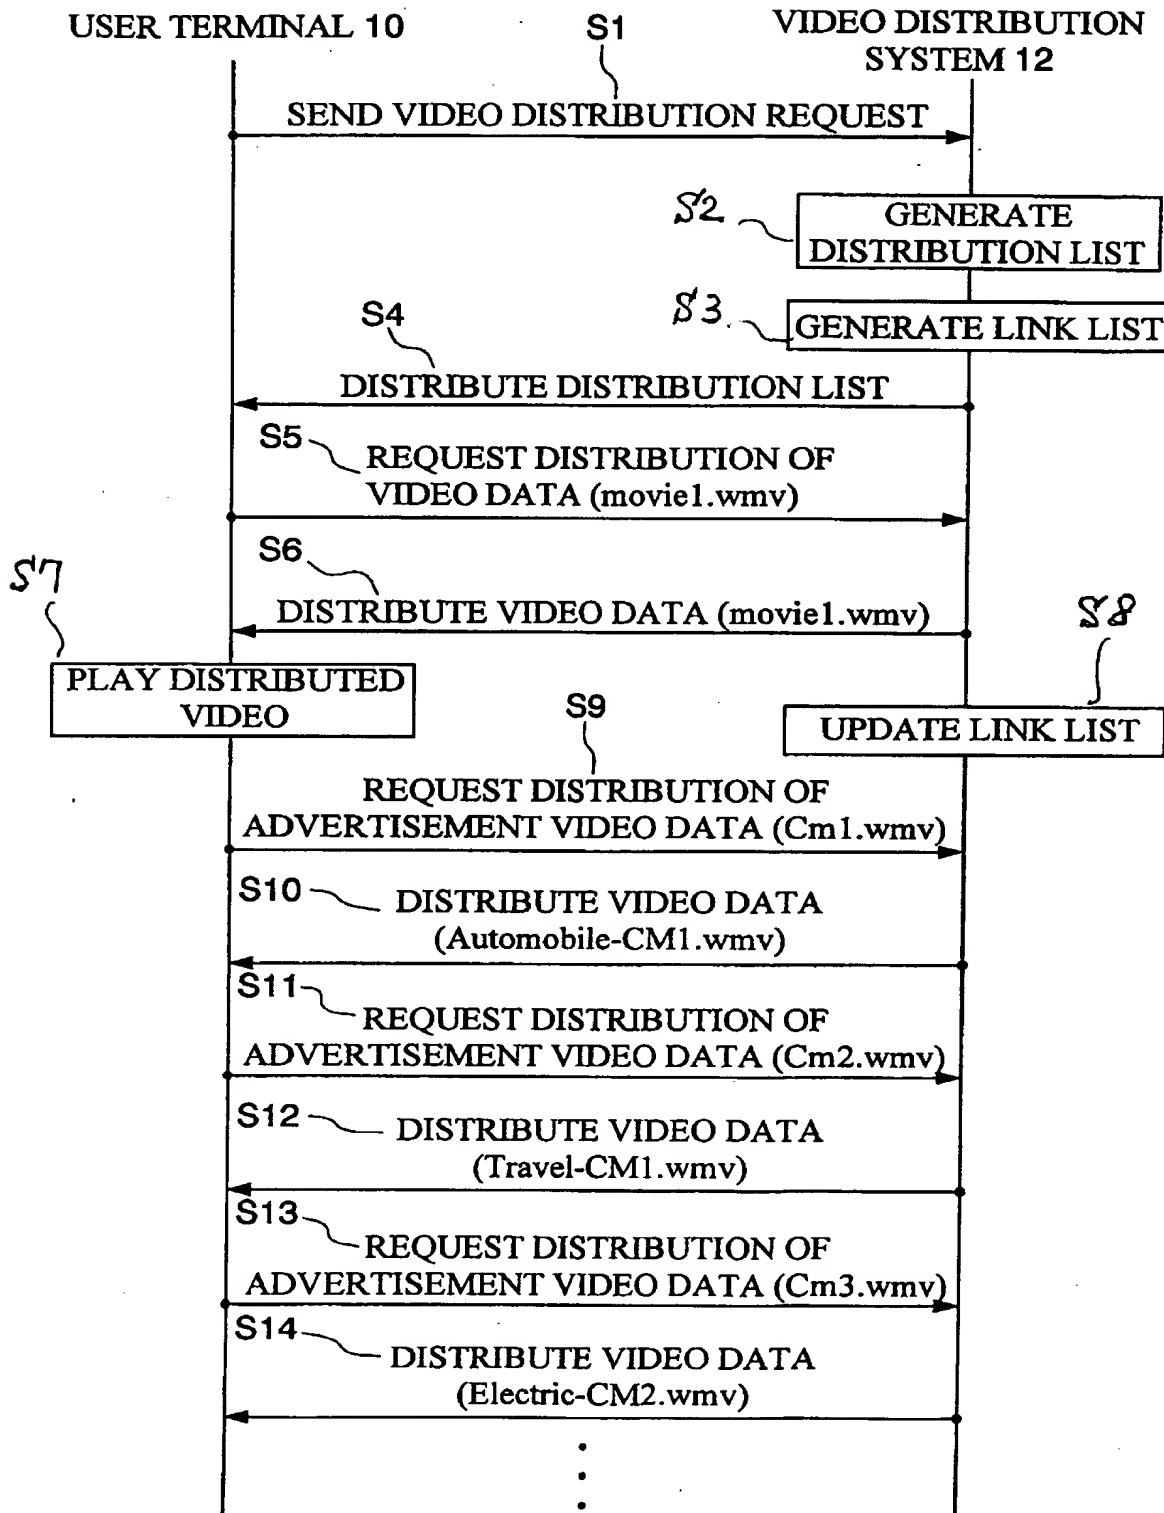 USER TERMINAL 10
S1
VIDEO DISTRIBUTION
SYSTEM 12
SEND VIDEO DISTRIBUTION REQUEST
S2
GENERATE
DISTRIBUTION LIST
S3
GENERATE LINK LIST
S4
DISTRIBUTE DISTRIBUTION LIST
S5
REQUEST DISTRIBUTION OF
VIDEO DATA (movie1.wmv)
S6
DISTRIBUTE VIDEO DATA (movie1.wmv)
S7
PLAY DISTRIBUTED
VIDEO
S8
UPDATE LINK LIST
S9
REQUEST DISTRIBUTION OF
ADVERTISEMENT VIDEO DATA (Cm1.wmv)
S10
DISTRIBUTE VIDEO DATA
(Automobile-CM1.wmv)
S11
REQUEST DISTRIBUTION OF
ADVERTISEMENT VIDEO DATA (Cm2.wmv)
S12
DISTRIBUTE VIDEO DATA
(Travel-CM1.wmv)
S13
REQUEST DISTRIBUTION OF
ADVERTISEMENT VIDEO DATA (Cm3.wmv)
S14
DISTRIBUTE VIDEO DATA
(Electric-CM2.wmv)